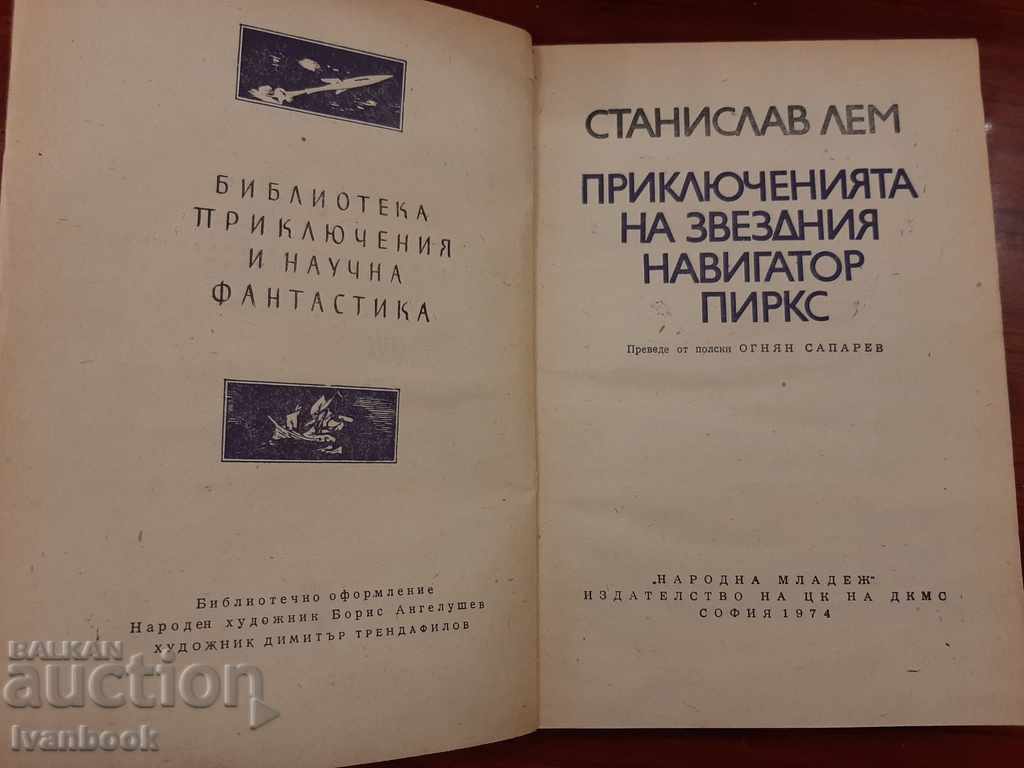 БИБЛИОТЕКА
ПРИКЛЮЧЕНИЯ
И НАУЧНА
ФАНТАСТИКА
Библиотечно оформление
Народен художник Борис Ангелушев
ХУДОЖНИК ДИМИТЪР ТРЕНДАФИЛОВ
СТАНИСЛАВ ЛЕМ
ПРИКЛЮЧЕНИЯТА
НА ЗВЕЗДНИЯ
НАВИГАТОР
ПИРКС
Преведе от полски ОГНЯН САПАРЕВ
„НАРОДНА МЛАДЕЖ“
ИЗДАТЕЛСТВО НА ЦК НА ДКМС
СОФИЯ 1974
BALKAN
auction
Ivanbook